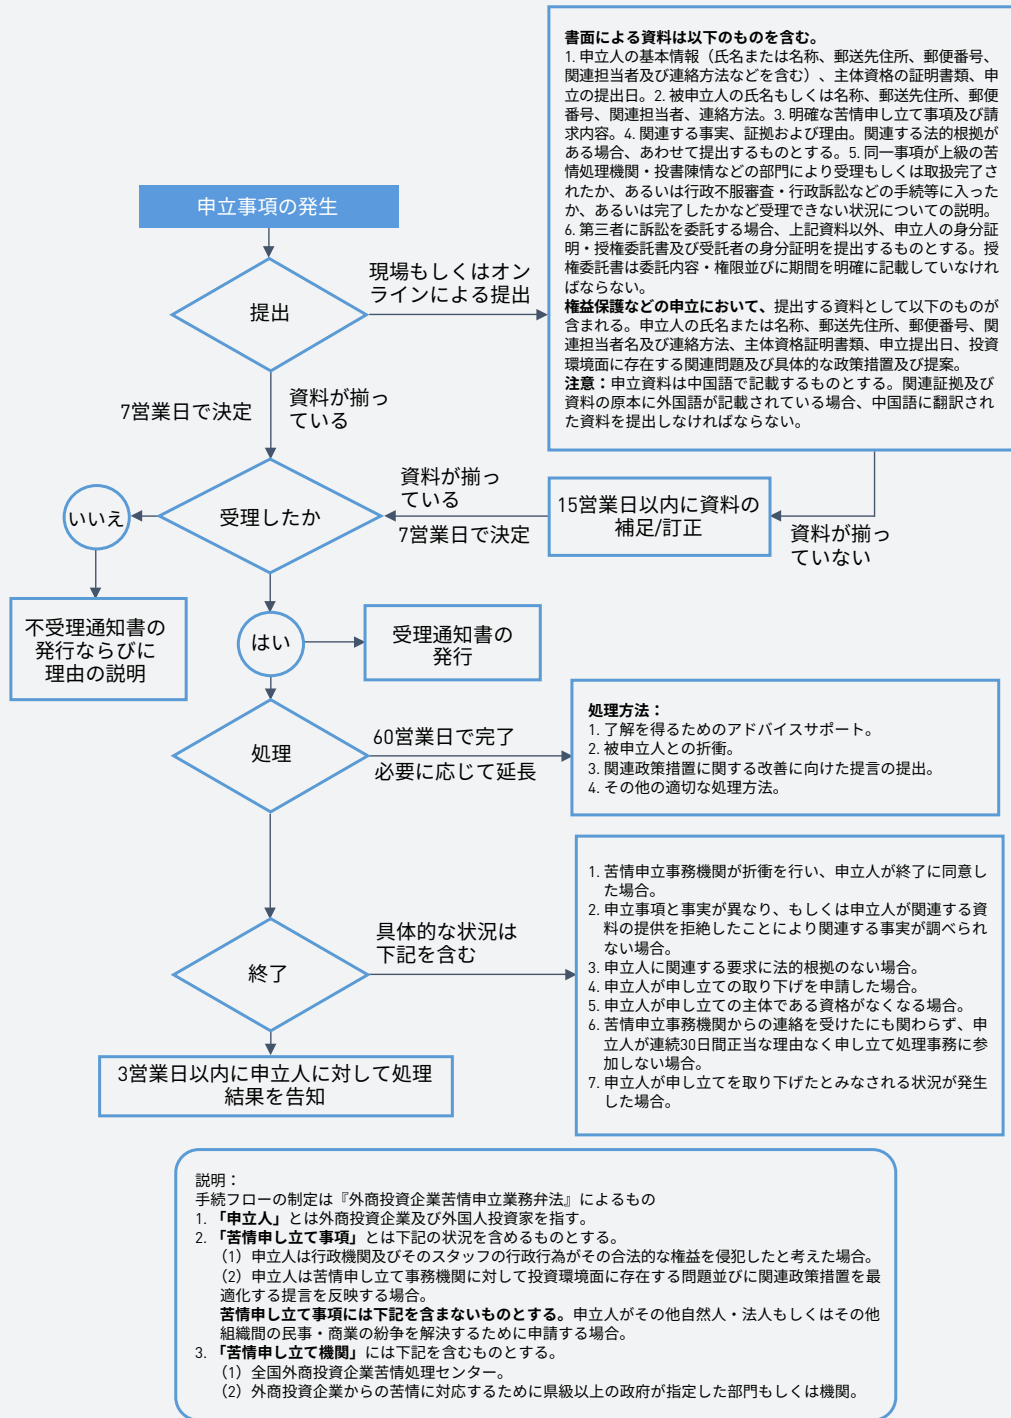 書面による資料は以下のものを含む。
1. 申立人の基本情報（氏名または名称、郵送先住所、郵便番号、
関連担当者及び連絡方法などを含む）、主体資格の証明書類、申
立の提出日。2. 被申立人の氏名もしくは名称、郵送先住所、郵便
番号、関連担当者、連絡方法。3. 明確な苦情申し立て事項及び請
求内容。4. 関連する事実、証拠および理由。関連する法的根拠が
ある場合、あわせて提出するものとする。5. 同一事項が上級の苦
情処理機関・投書陳情などの部門により受理もしくは取扱完了さ
れたか、あるいは行政不服審査・行政訴訟などの手続等に入った
か、あるいは完了したかなど受理できない状況についての説明。
6. 第三者に訴訟を委託する場合、上記資料以外、申立人の身分証
明・授権委託書及び受託者の身分証明を提出するものとする。授
権委託書は委託内容・権限並びに期間を明確に記載していなけれ
ばならない。
権益保護などの申立において、提出する資料として以下のものが
含まれる。申立人の氏名または名称、郵送先住所、郵便番号、関
連担当者名及び連絡方法、主体資格証明書類、申立提出日、投資
環境面に存在する関連問題及び具体的な政策措置及び提案。
注意：申立資料は中国語で記載するものとする。関連証拠及び
資料の原本に外国語が記載されている場合、中国語に翻訳され
た資料を提出しなければならない。
申立事項の発生
提出
現場もしくはオン
ラインによる提出
7営業日で決定
資料が揃っ
ている
受理したか
いいえ
資料が揃っ
ている
7営業日で決定
15営業日以内に資料の
補足/訂正
資料が揃っ
ていない
不受理通知書の
発行ならびに
理由の説明
はい
受理通知書の
発行
処理
60営業日で完了
必要に応じて延長
処理方法：
1. 了解を得るためのアドバイスサポート。
2. 被申立人との折衝。
3. 関連政策措置に関する改善に向けた提言の提出。
4. その他の適切な処理方法。
終了
具体的な状況は
下記を含む
1. 苦情申立事務機関が折衝を行い、申立人が終了に同意し
た場合。
2. 申立事項と事実が異なり、もしくは申立人が関連する資
料の提供を拒絶したことにより関連する事実が調べられ
ない場合。
3. 申立人に関連する要求に法的根拠のない場合。
4. 申立人が申し立ての取り下げを申請した場合。
5. 申立人が申し立ての主体である資格がなくなる場合。
6. 苦情申立事務機関からの連絡を受けたにも関わらず、申
立人が連続30日間正当な理由なく申し立て処理事務に参
加しない場合。
7. 申立人が申し立てを取り下げたとみなされる状況が発生
した場合。
3営業日以内に申立人に対して処理
結果を告知
説明：
手続フローの制定は『外商投資企業苦情申立業務弁法』によるもの
1. 「申立人」とは外商投資企業及び外国人投資家を指す。
2. 「苦情申し立て事項」とは下記の状況を含めるものとする。
（1）申立人は行政機関及びそのスタッフの行政行為がその合法的な権益を侵犯したと考えた場合。
（2）申立人は苦情申し立て事務機関に対して投資環境面に存在する問題並びに関連政策措置を最
適化する提言を反映する場合。
苦情申し立て事項には下記を含まないものとする。申立人がその他自然人・法人もしくはその他
組織間の民事・商業の紛争を解決するために申請する場合。
3. 「苦情申し立て機関」には下記を含むものとする。
（1）全国外商投資企業苦情処理センター。
（2）外商投資企業からの苦情に対応するために県級以上の政府が指定した部門もしくは機関。